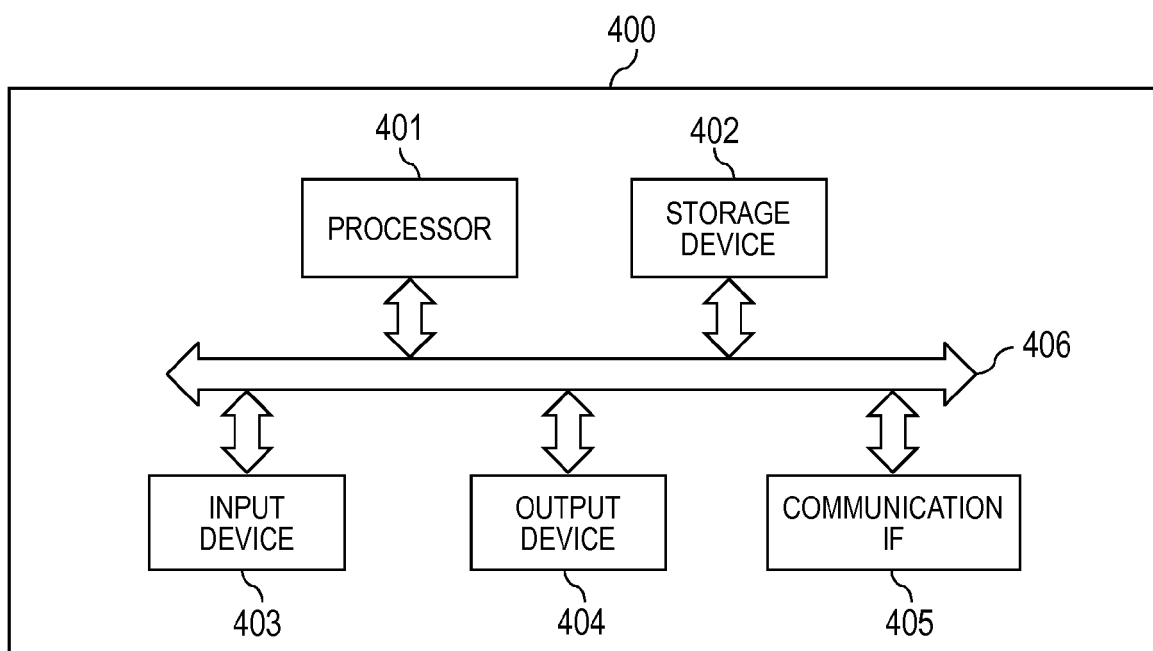 400
401
402
PROCESSOR
STORAGE
DEVICE
406
INPUT
DEVICE
OUTPUT
DEVICE
COMMUNICATION
IF
403
404
405